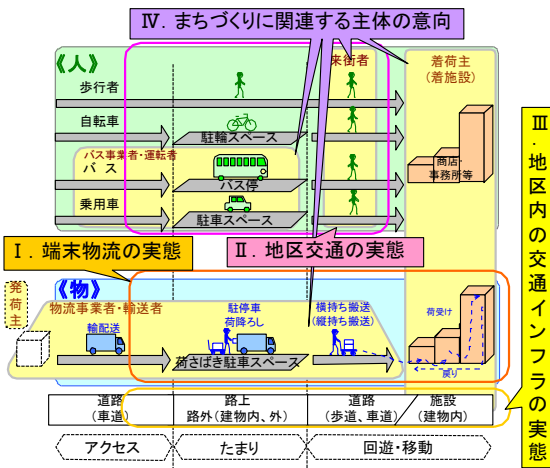 Ⅳ．まちづくりに関連する主体の意向
《人》
来街者
着荷主
(着施設)
歩行者
自転車
駐輪スペース
バス事業者・運転者
バス
バス停
商店・
事務所等
乗用車
駐車スペース
Ⅰ．端末物流の実態
Ⅱ．地区交通の実態
Ⅲ．地区内の交通インフラの実態
発荷主
《物》
物流事業者・輸送者
輸配送
駐停車
荷降ろし
横持ち搬送
(縦持ち搬送)
荷受け
荷さばき駐車スペース
戻り
道路
(車道)
路上
路外(建物内、外)
道路
(歩道、車道)
施設
(建物内)
アクセス
たまり
回遊・移動